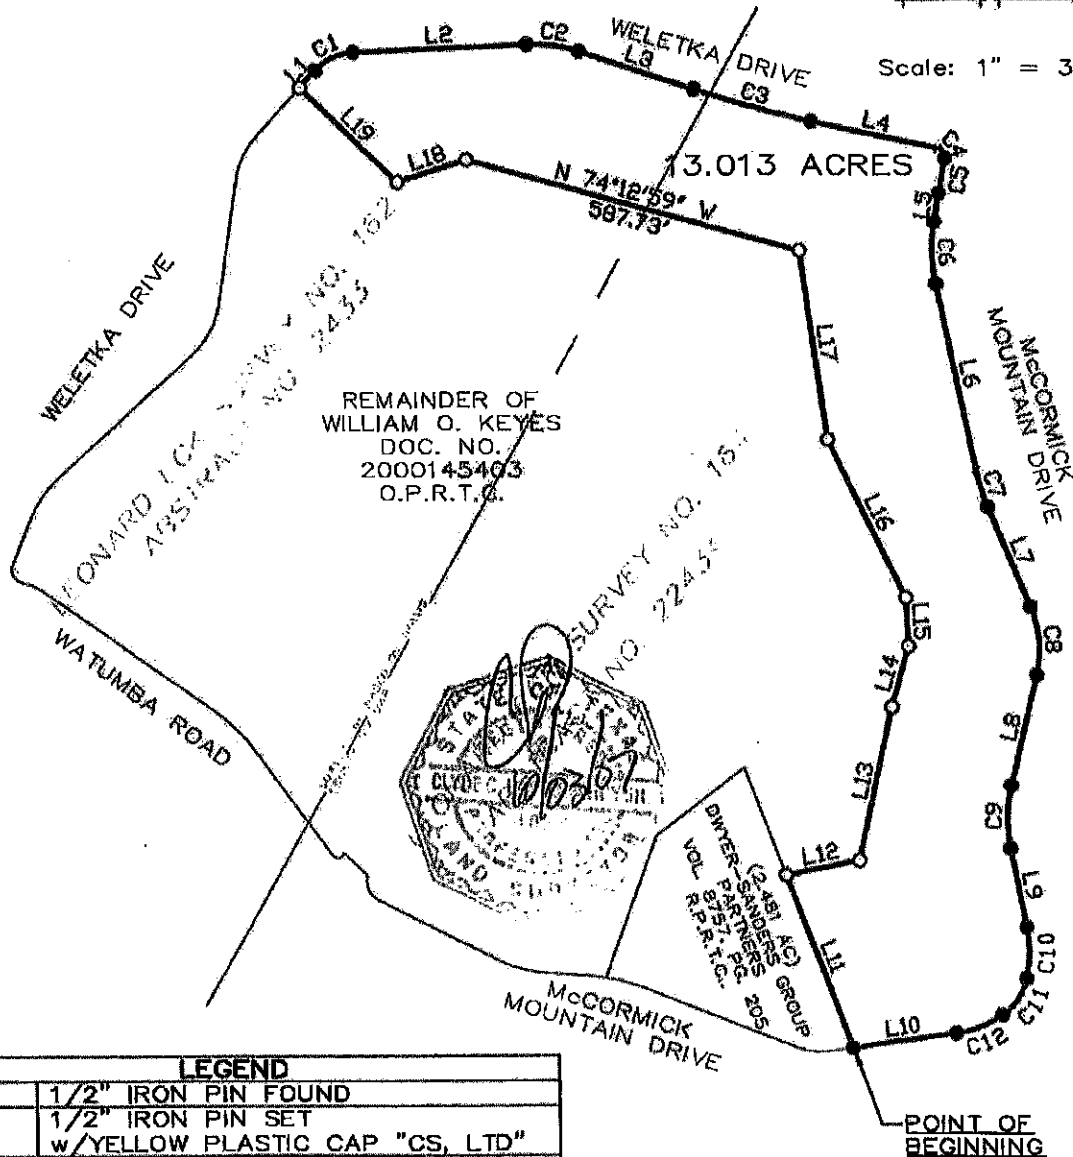 Scale: 1" = 3
WELETKA DRIVE
L1
C1
L2
C2
L3
C3
L4
13.013 ACRES
L19
L18
N 74°12'59" W
587.73'
C6
L6
McCORMICK
MOUNTAIN DRIVE
C7
L7
C8
L8
C9
L9
C10
C11
C12
L10
L11
L12
L13
L14
L15
L16
L17
WELETKA DRIVE
REMAINDER OF
WILLIAM O. KEYES
DOC. NO.
2000145403
O.P.R.T.C.
SURVEY NO.
WATUMBA ROAD
(2.481 AC)
DWYER-SANDERS GROUP
PARTNERS
VOL. 8757, PG. 205
R.P.R.T.C.
McCORMICK
MOUNTAIN DRIVE
POINT OF
BEGINNING
LEGEND
1/2" IRON PIN FOUND
1/2" IRON PIN SET
w/YELLOW PLASTIC CAP "CS, LTD"